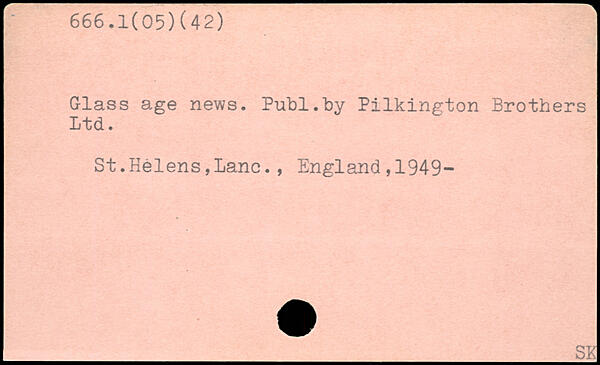 666.1(05)(42)
Glass age news. Publ.by Pilkington Brothers
Ltd.
St.Helens,Lanc., England,1949-
SK